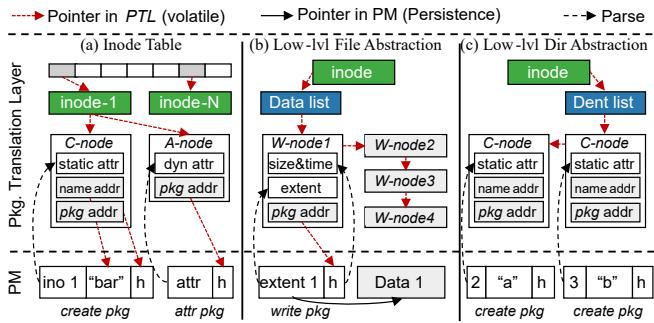 Pointer in PTL (volatile) Pointer in PM (Persistence) Parse
(a) Inode Table (b) Low-lvl File Abstraction (c) Low-lvl Dir Abstraction
Pkg. Translation Layer
inode-1 inode-N
C-node
static attr
name addr
pkg addr
A-node
dyn attr
pkg addr
inode
Data list
W-node1
size&time
extent
pkg addr
W-node2
W-node3
W-node4
inode
Dent list
C-node
static attr
name addr
pkg addr
C-node
static attr
name addr
pkg addr
PM
ino 1 “bar” h
create pkg
attr h
attr pkg
extent 1 h
write pkg
Data 1
2 “a” h
create pkg
3 “b” h
create pkg